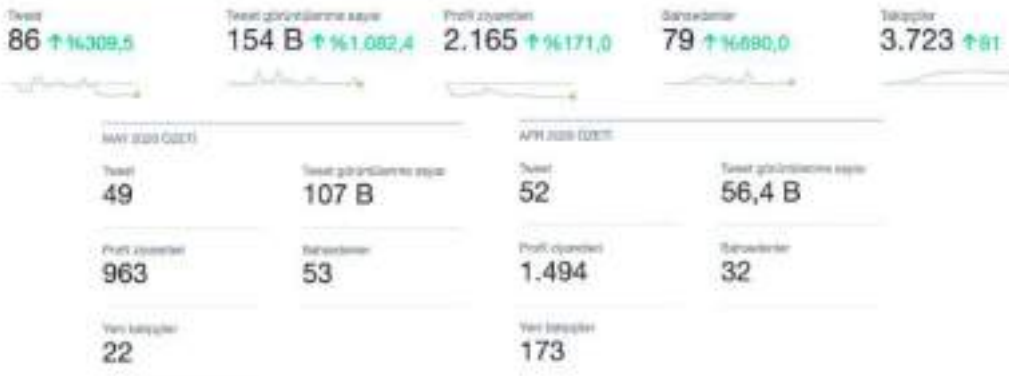 Tweet Tweet görüntülenme sayısı Profil ziyaretleri Bahsedenler Takipçiler
86 ↑%309,5 154 B ↑%1.082,4 2.165 ↑%171,0 79 ↑%690,0 3.723 ↑81
MAY 2020 ÖZETİ APR 2020 ÖZETİ
Tweet Tweet görüntülenme sayısı Tweet Tweet görüntülenme sayısı
49 107 B 52 56,4 B
Profil ziyaretleri Bahsedenler Profil ziyaretleri Bahsedenler
963 53 1.494 32
Yeni takipçiler Yeni takipçiler
22 173